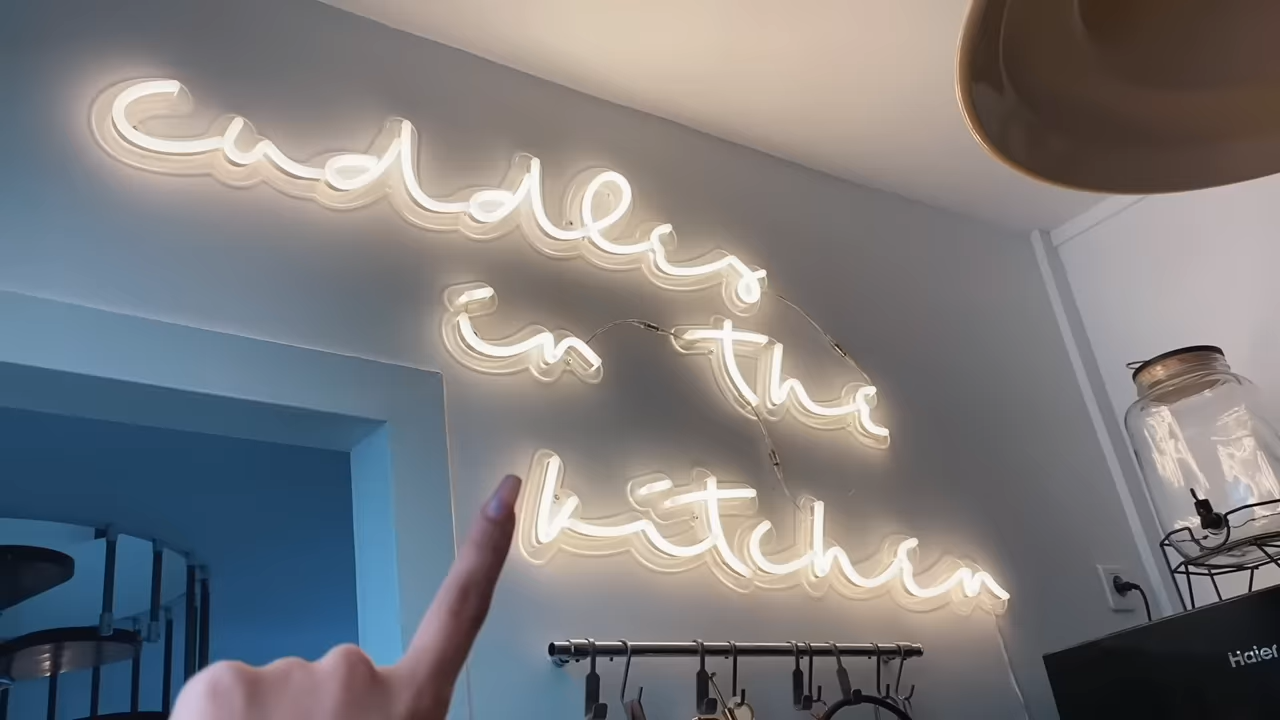 cuddles
in the
kitchen
Haier